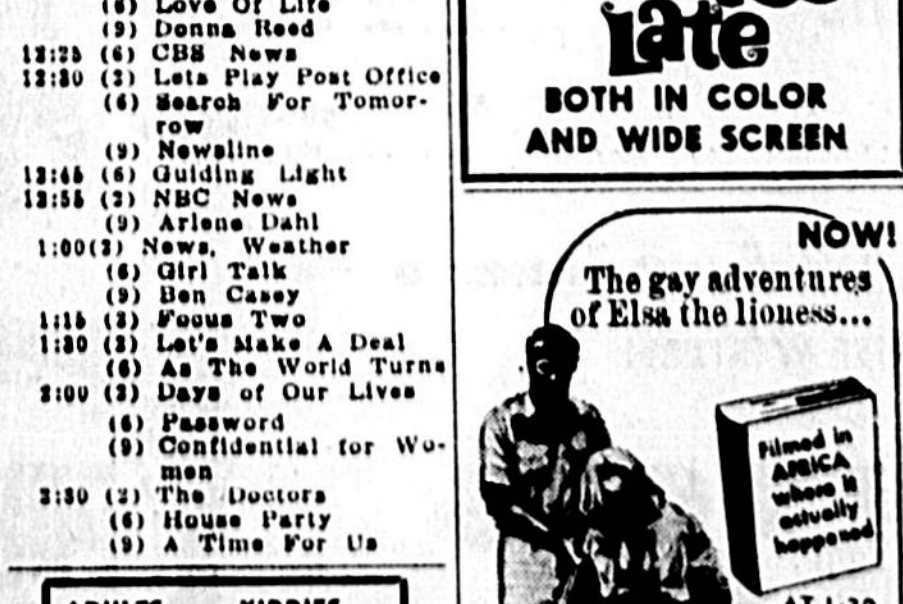 (6) Love Of Life
(9) Donna Reed
12:25 (6) CBS News
12:30 (2) Lets Play Post Office
(6) Search For Tomor-
row
(9) Newsline
12:45 (6) Guiding Light
12:55 (2) NBC News
(9) Arlene Dahl
1:00 (2) News, Weather
(6) Girl Talk
(9) Ben Casey
1:15 (2) Focus Two
1:30 (2) Let's Make A Deal
(6) As The World Turns
2:00 (2) Days of Our Lives
(6) Password
(9) Confidential for Wo-
men
2:30 (2) The Doctors
(6) House Party
(9) A Time For Us
Late
BOTH IN COLOR
AND WIDE SCREEN
NOW!
The gay adventures
of Elsa the lioness...
Filmed in
AFRICA
where it
actually
happened